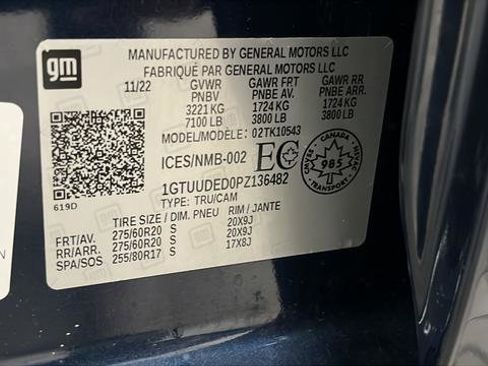 gm
MANUFACTURED BY GENERAL MOTORS LLC
FABRIQUÉ PAR GENERAL MOTORS LLC
11/22 GVWR GAWR FRT GAWR RR
PNBV PNBE AV. PNBE ARR.
3221 KG 1724 KG 1724 KG
7100 LB 3800 LB 3800 LB
MODEL/MODÈLE: 02TK10543
ICES/NMB-002 EC CANADA 985 CMVSS NSVAC TRANSPORT
619D
1GTUUDED0PZ136482
TYPE: TRU/CAM
TIRE SIZE / DIM. PNEU RIM / JANTE
FRT/AV. 275/60R20 S 20X9J
RR/ARR. 275/60R20 S 20X9J
SPA/SOS 255/80R17 S 17X8J
N